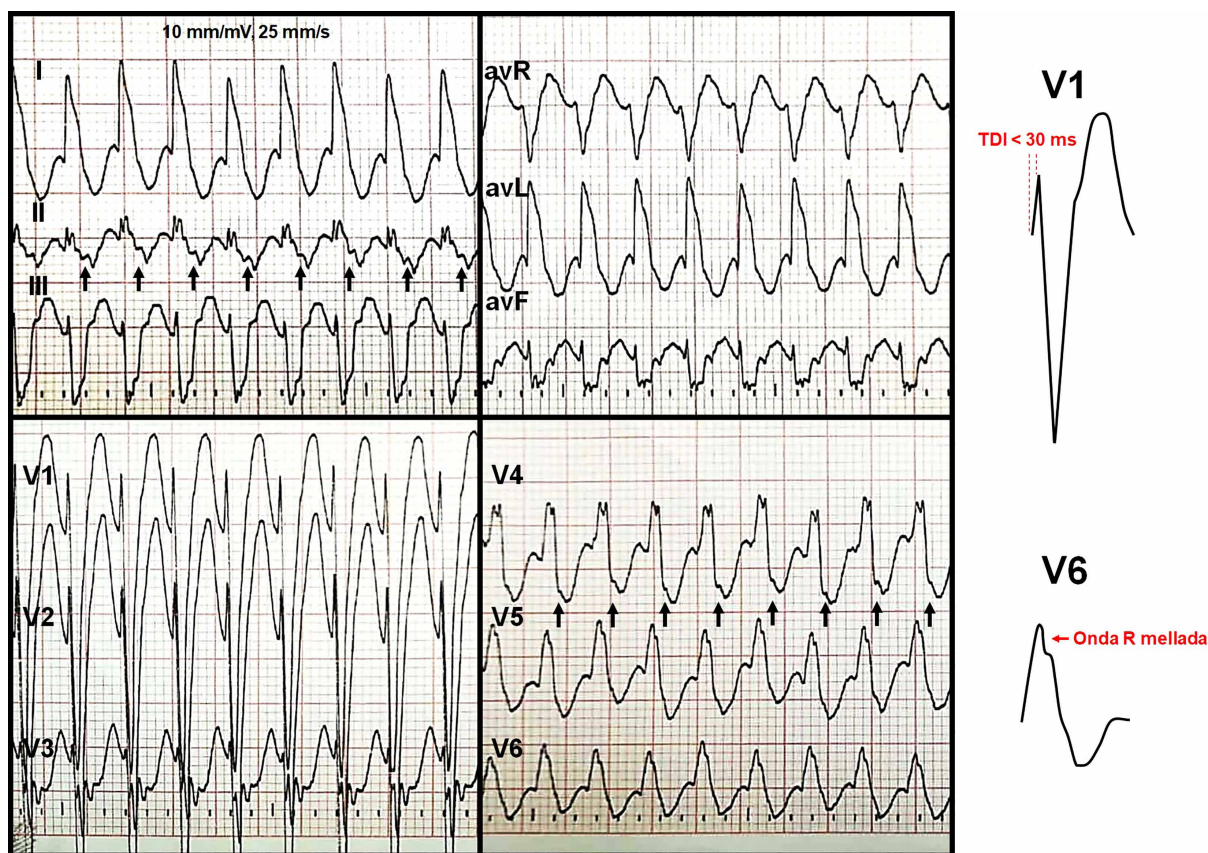 10 mm/mV, 25 mm/s
I
II
III
avR
avL
avF
V1
V2
V3
V4
V5
V6
V1
TDI < 30 ms
V6
Onda R mellada